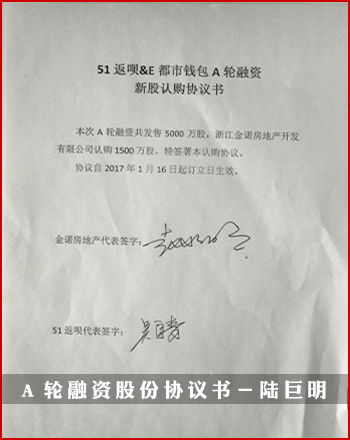 51 返呗&E 都市钱包 A 轮融资
新股认购协议书
本次 A 轮融资共发售 5000 万股，浙江金诺房地产开发
有限公司认购 1500 万股，特签署本认购协议。
协议自 2017 年 1 月 16 日起订立日生效。
金诺房地产代表签字：
51 返呗代表签字：
A 轮融资股份协议书－陆巨明